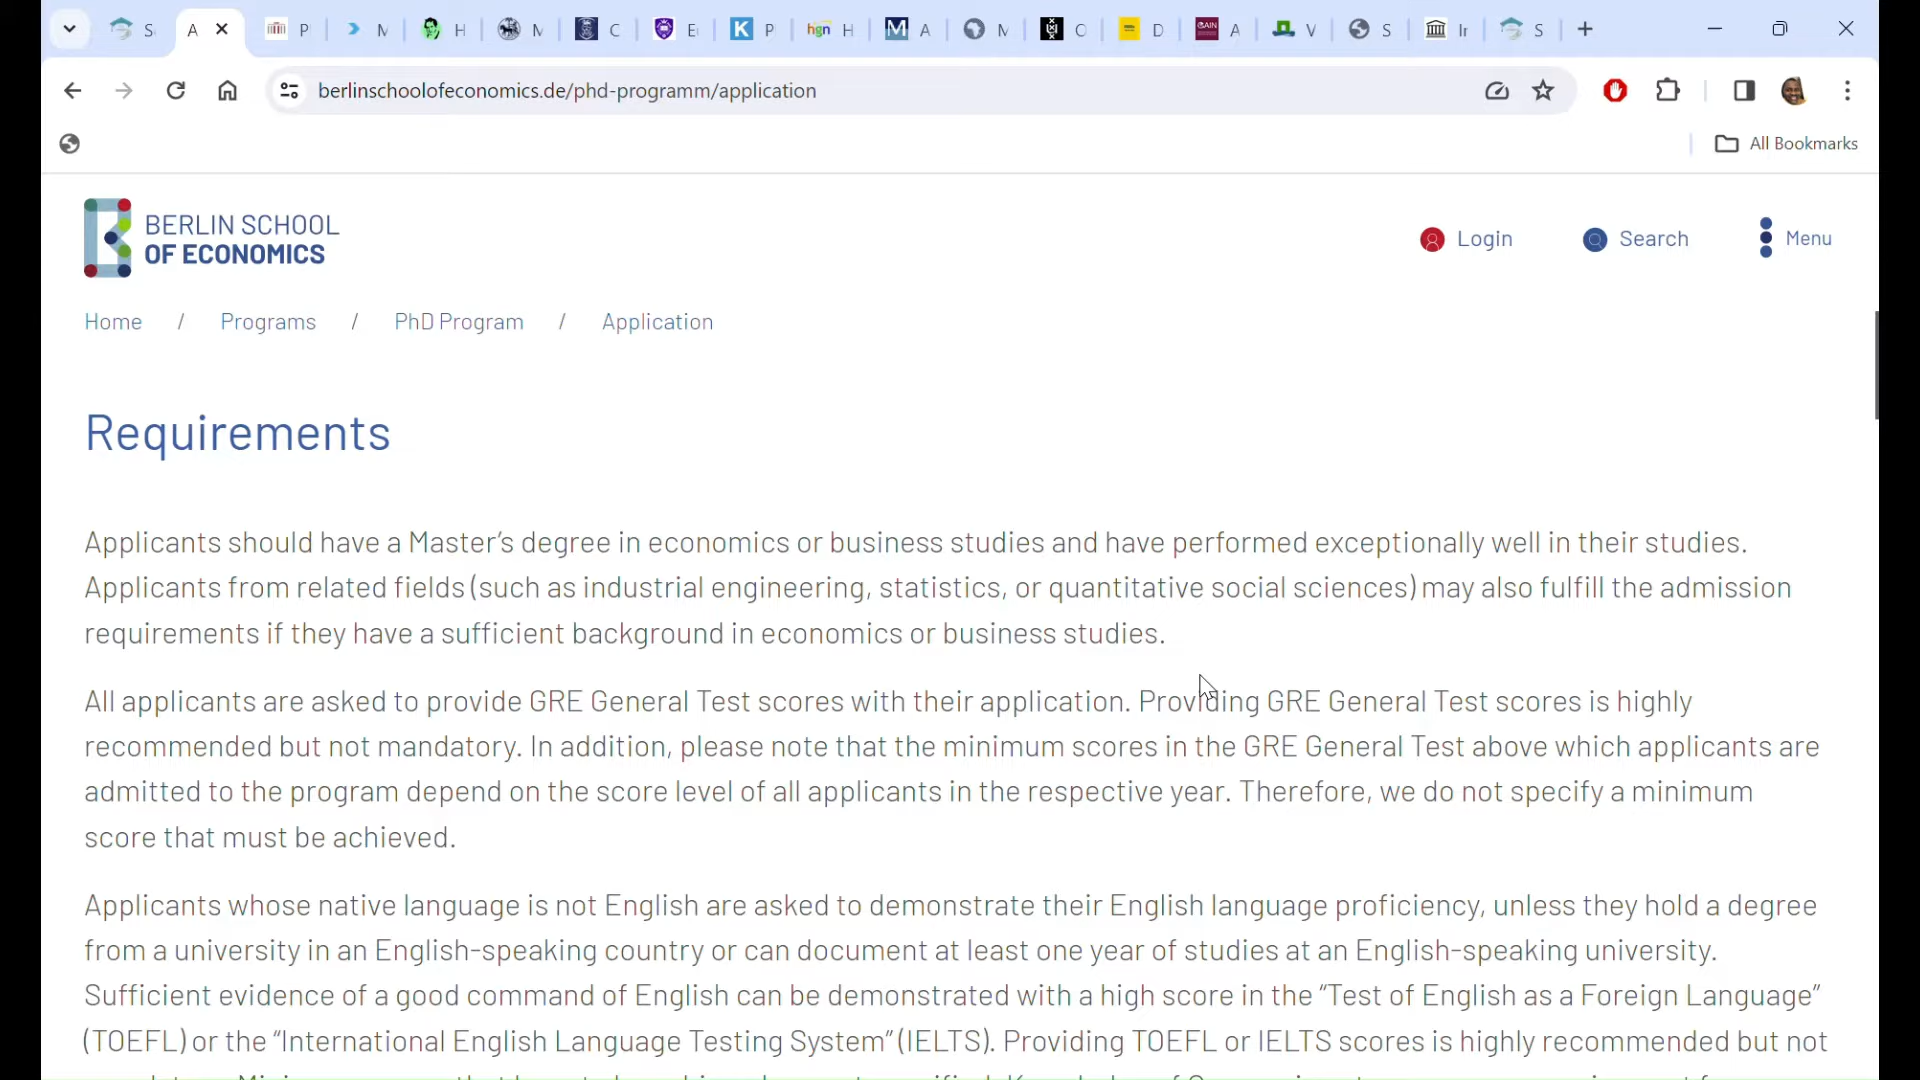 S
A
P
M
H
M
C
E
K P
hgn H
M A
M
C
D
GAIN A
V
S
Ir
S
berlinschoolofeconomics.de/phd-programm/application
All Bookmarks
BERLIN SCHOOL
OF ECONOMICS
Login
Search
Menu
Home / Programs / PhD Program / Application
Requirements
Applicants should have a Master’s degree in economics or business studies and have performed exceptionally well in their studies.
Applicants from related fields (such as industrial engineering, statistics, or quantitative social sciences) may also fulfill the admission
requirements if they have a sufficient background in economics or business studies.
All applicants are asked to provide GRE General Test scores with their application. Providing GRE General Test scores is highly
recommended but not mandatory. In addition, please note that the minimum scores in the GRE General Test above which applicants are
admitted to the program depend on the score level of all applicants in the respective year. Therefore, we do not specify a minimum
score that must be achieved.
Applicants whose native language is not English are asked to demonstrate their English language proficiency, unless they hold a degree
from a university in an English-speaking country or can document at least one year of studies at an English-speaking university.
Sufficient evidence of a good command of English can be demonstrated with a high score in the “Test of English as a Foreign Language”
(TOEFL) or the “International English Language Testing System” (IELTS). Providing TOEFL or IELTS scores is highly recommended but not